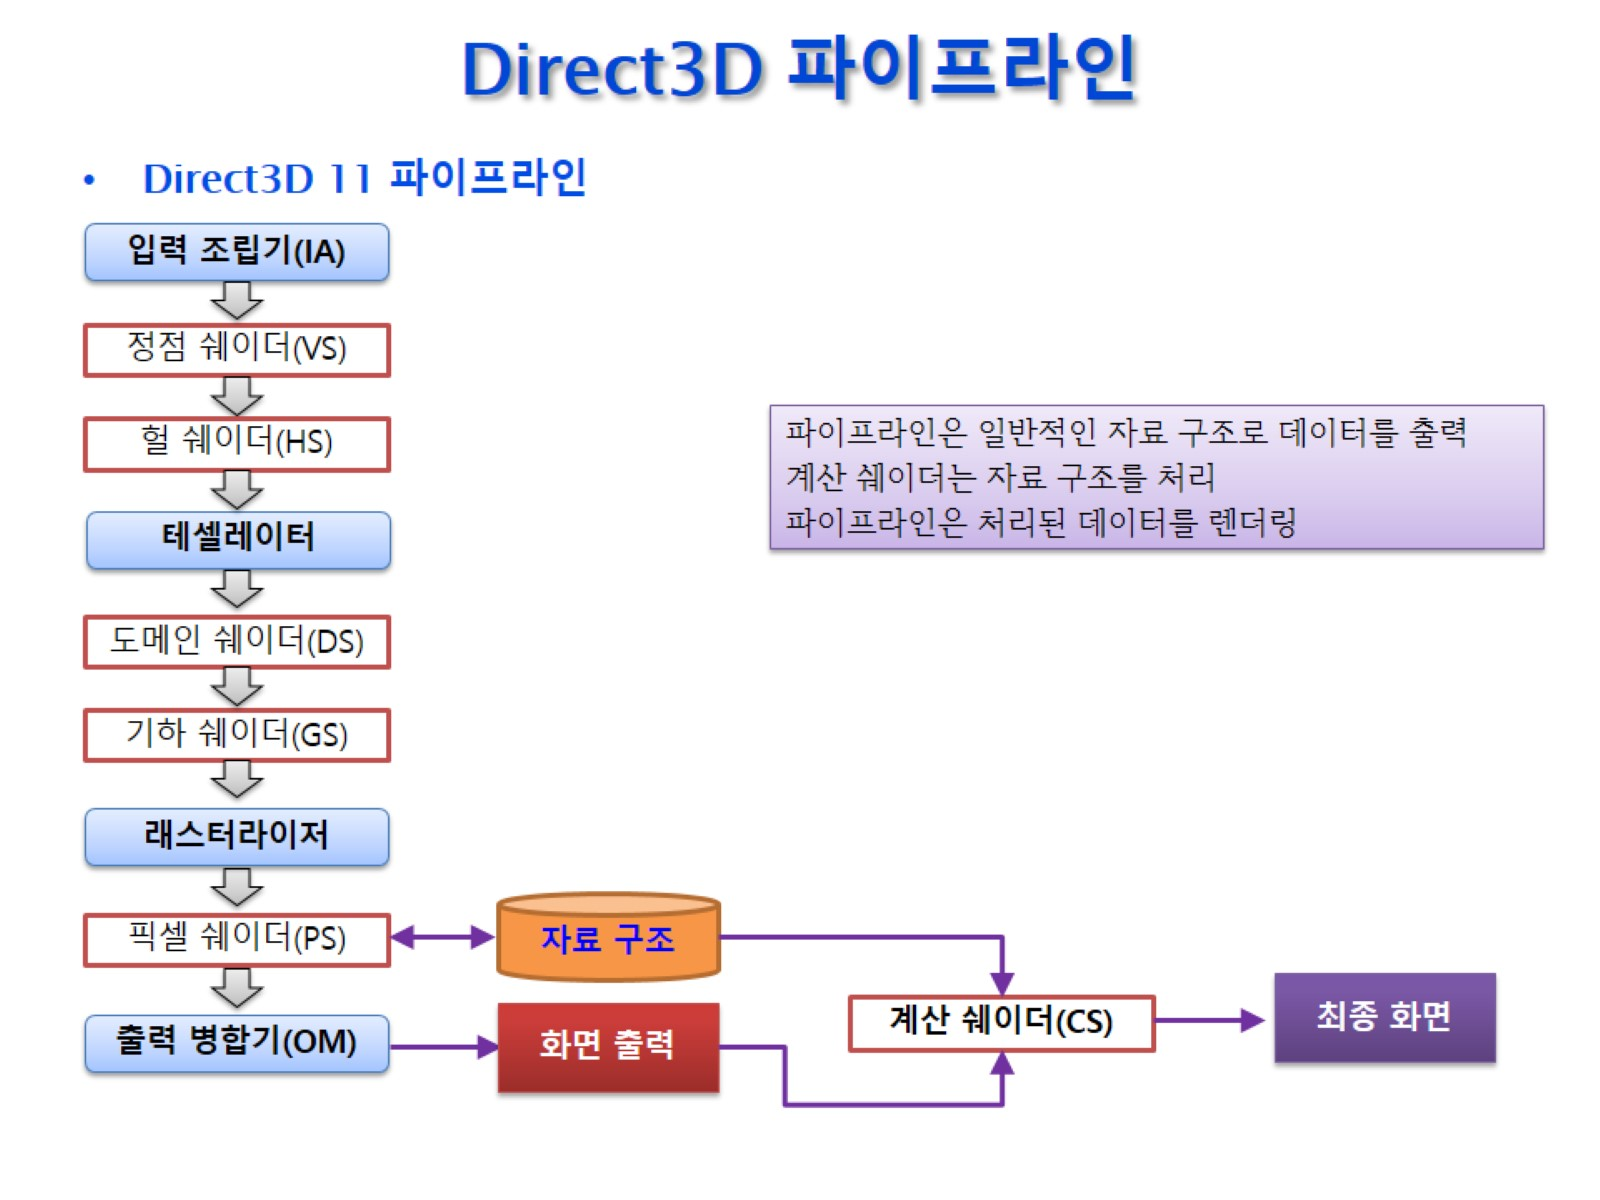 Direct3D 파이프라인
• Direct3D 11 파이프라인
입력 조립기(IA)
정점 쉐이더(VS)
헐 쉐이더(HS)
테셀레이터
도메인 쉐이더(DS)
기하 쉐이더(GS)
래스터라이저
픽셀 쉐이더(PS)
출력 병합기(OM)
파이프라인은 일반적인 자료 구조로 데이터를 출력
계산 쉐이더는 자료 구조를 처리
파이프라인은 처리된 데이터를 렌더링
자료 구조
화면 출력
계산 쉐이더(CS)
최종 화면